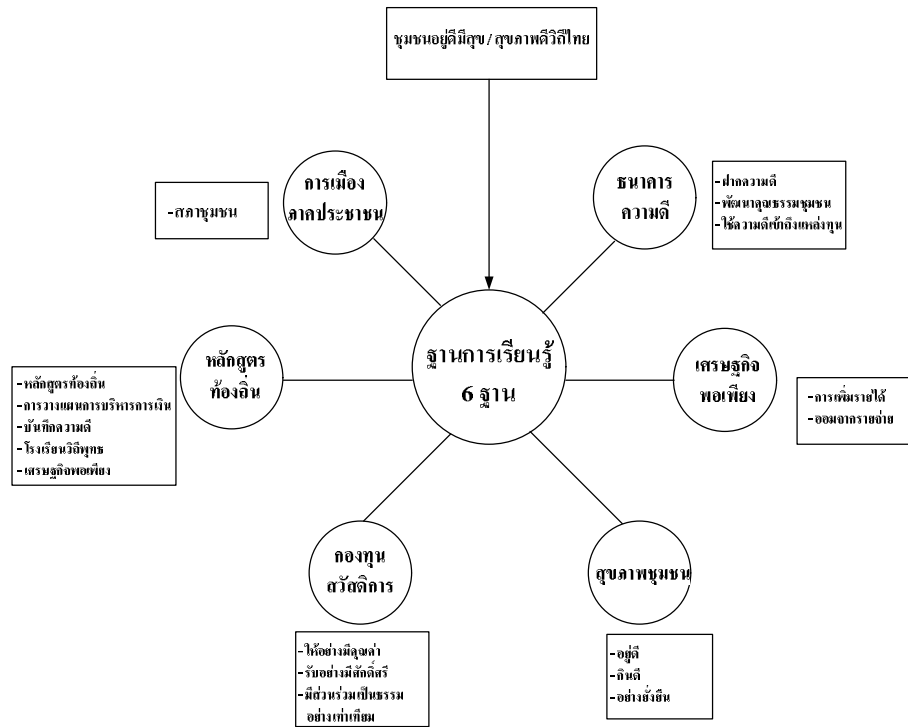 ชุมชนอยู่ดีมีสุข/สุขภาพดีวิถีไทย
การเมือง
ภาคประชาชน
-สภาชุมชน
ธนาคาร
ความดี
-ฝากความดี
-พัฒนาคุณธรรมชุมชน
-ใช้ความดีเข้าถึงแหล่งทุน
ฐานการเรียนรู้
6 ฐาน
หลักสูตร
ท้องถิ่น
-หลักสูตรท้องถิ่น
-การวางแผนการบริหารการเงิน
-บันทึกความดี
-โรงเรียนวิถีพุทธ
-เศรษฐกิจพอเพียง
เศรษฐกิจ
พอเพียง
-การเพิ่มรายได้
-ออมจากรายจ่าย
กองทุน
สวัสดิการ
-ให้อย่างมีคุณค่า
-รับอย่างมีศักดิ์ศรี
-มีส่วนร่วมเป็นธรรม
อย่างเท่าเทียม
สุขภาพชุมชน
-อยู่ดี
-กินดี
-อย่างยั่งยืน